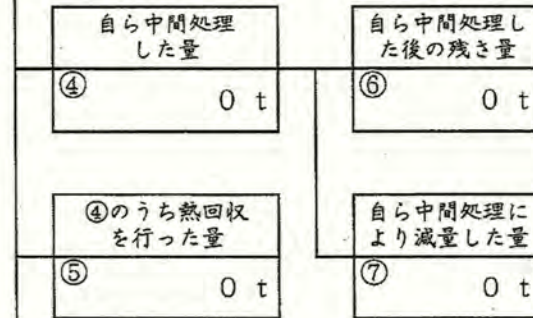 自ら中間処理
した量
④
0 t
自ら中間処理し
た後の残さ量
⑥
0 t
④のうち熱回収
を行った量
⑤
0 t
自ら中間処理に
より減量した量
⑦
0 t